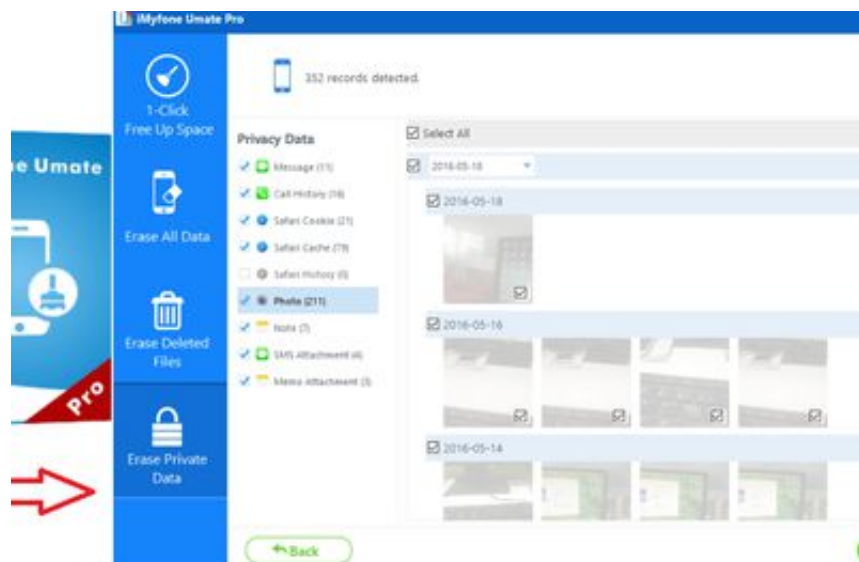 iMyfone Umate Pro
352 records detected.
1-Click
Free Up Space
Privacy Data
Select All
e Umate
Message (11)
2016-05-18
Call History (18)
2016-05-18
Safari Cookie (21)
Erase All Data
Safari Cache (79)
Safari History (0)
Photo (211)
Note (7)
2016-05-16
Erase Deleted
Files
SMS Attachment (4)
Memo Attachment (3)
Pro
Erase Private
Data
2016-05-14
Back